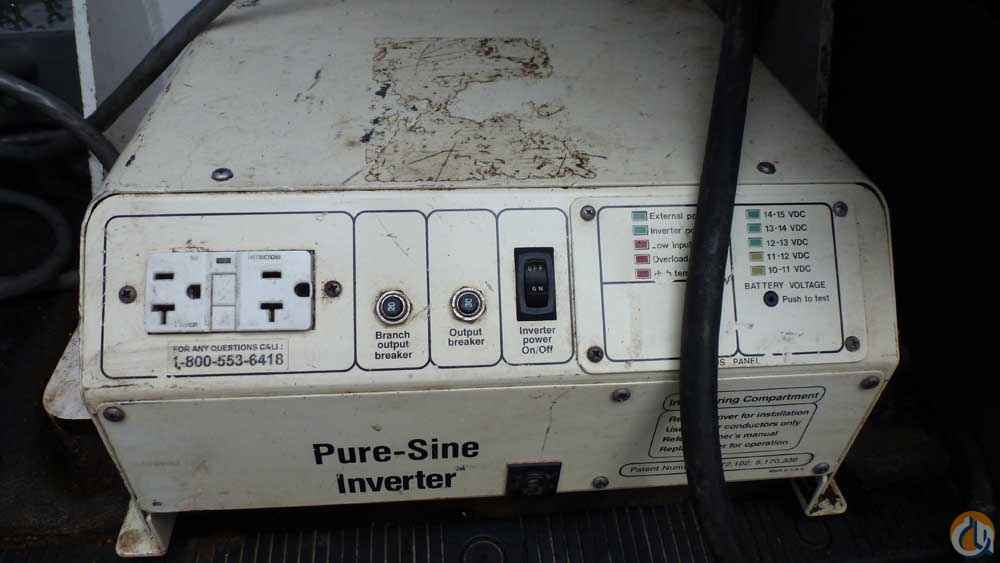 FOR ANY QUESTIONS CALL:
1-800-553-6418
Branch
output
breaker
Output
breaker
OFF
ON
Inverter
power
On/Off
External
Inverter
Low input
Overload
14-15 VDC
13-14 VDC
12-13 VDC
11-12 VDC
10-11 VDC
BATTERY VOLTAGE
Push to test
PANEL
Pure-Sine
Inverter
Compartment
for installation
conductors only
manual
for operation.
Patent